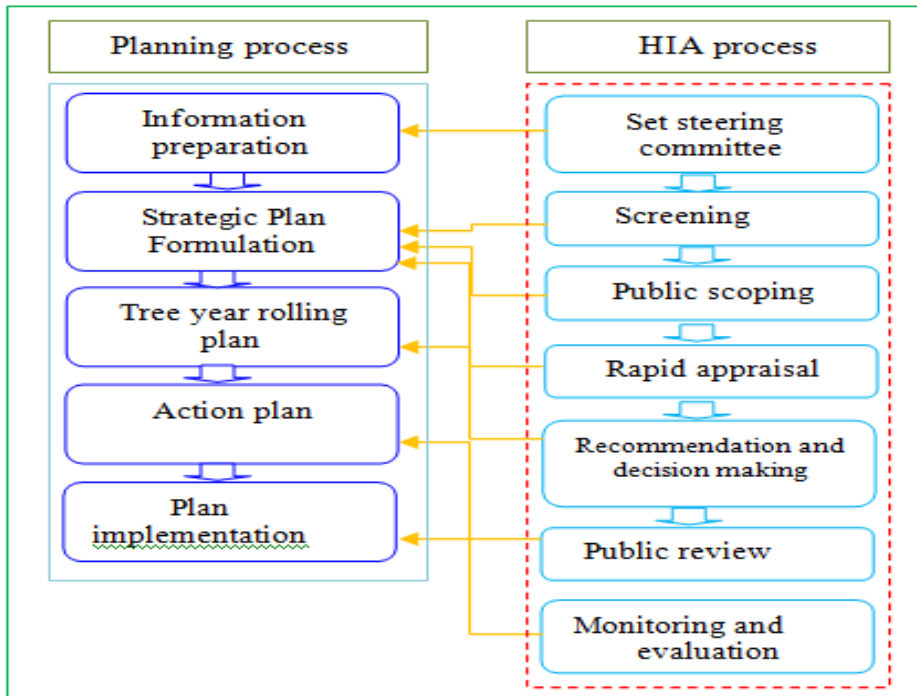 Planning process
Information
preparation
Strategic Plan
Formulation
Tree year rolling
plan
Action plan
Plan
implementation
HIA process
Set steering
committee
Screening
Public scoping
Rapid appraisal
Recommendation and
decision making
Public review
Monitoring and
evaluation